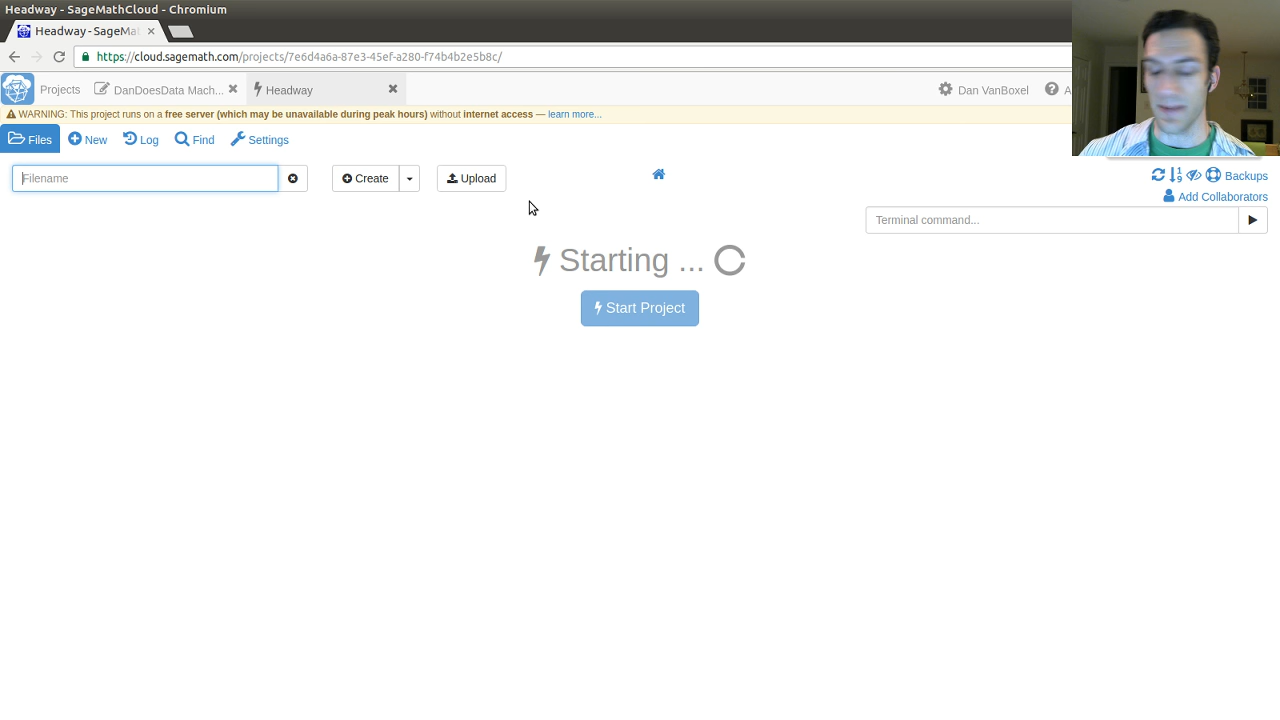 Headway - SageMathCloud - Chromium
Headway - SageMat
https://cloud.sagemath.com/projects/7e6d4a6a-87e3-45ef-a280-f74b4b2e5b8c/
Projects DanDoesData Mach... Headway Dan VanBoxel A
WARNING: This project runs on a free server (which may be unavailable during peak hours) without internet access — learn more...
Files New Log Find Settings
Filename Create Upload Backups
Add Collaborators
Terminal command...
Starting ...
Start Project